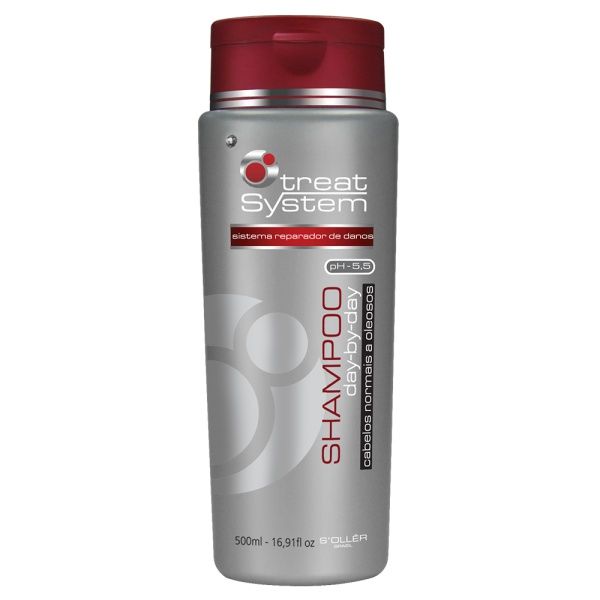 treat
System
sistema reparador de danos
pH - 5,5
SHAMPOO
day-by-day
cabelos normais a oleosos
500ml - 16,91fl oz S'OLLÉR
BRASIL